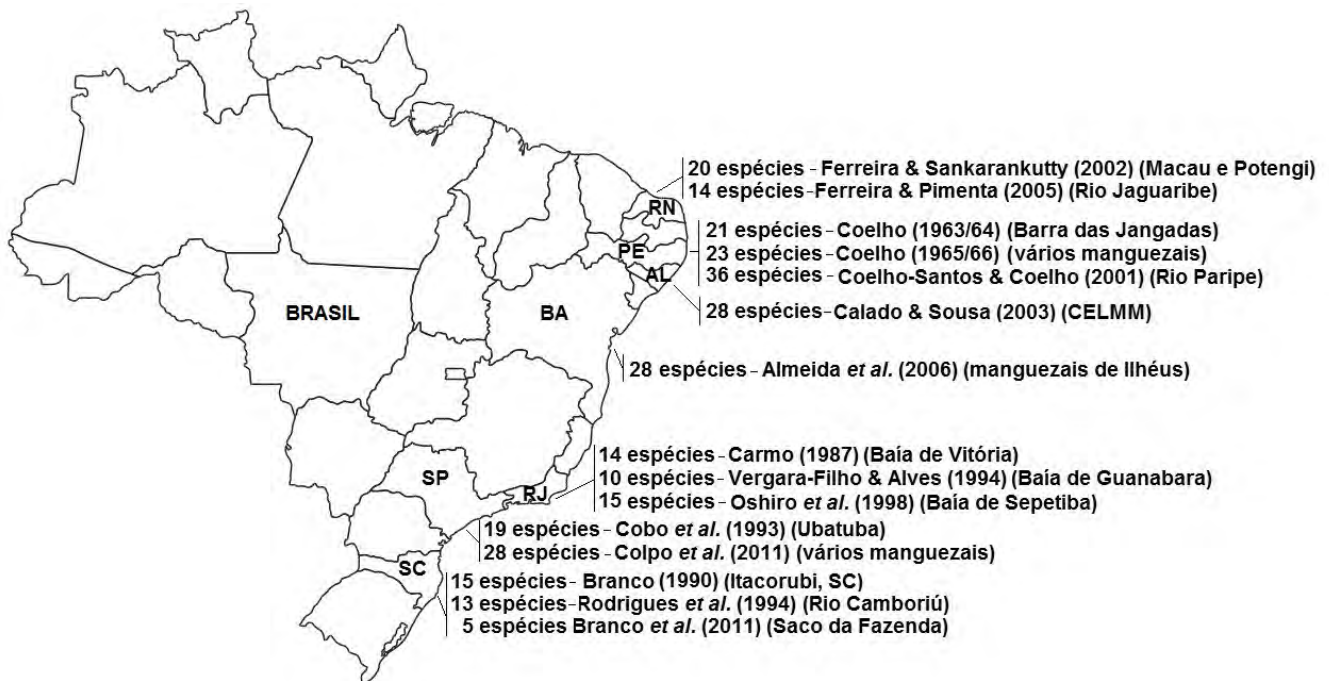 20 espécies - Ferreira & Sankarankutty (2002) (Macau e Potengi)
14 espécies-Ferreira & Pimenta (2005) (Rio Jaguaribe)
RN
21 espécies- Coelho (1963/64) (Barra das Jangadas)
23 espécies- Coelho (1965/66) (vários manguezais)
36 espécies- Coelho-Santos & Coelho (2001) (Rio Paripe)
PE
AL
28 espécies-Calado & Sousa (2003) (CELMM)
BRASIL
BA
28 espécies - Almeida et al. (2006) (manguezais de Ilhéus)
14 espécies- Carmo (1987) (Baía de Vitória)
10 espécies- Vergara-Filho & Alves (1994) (Baía de Guanabara)
15 espécies- Oshiro et al. (1998) (Baía de Sepetiba)
SP
RJ
19 espécies- Cobo et al. (1993) (Ubatuba)
28 espécies- Colpo et al. (2011) (vários manguezais)
SC
15 espécies- Branco (1990) (Itacorubi, SC)
13 espécies-Rodrigues et al. (1994) (Rio Camboriú)
5 espécies Branco et al. (2011) (Saco da Fazenda)